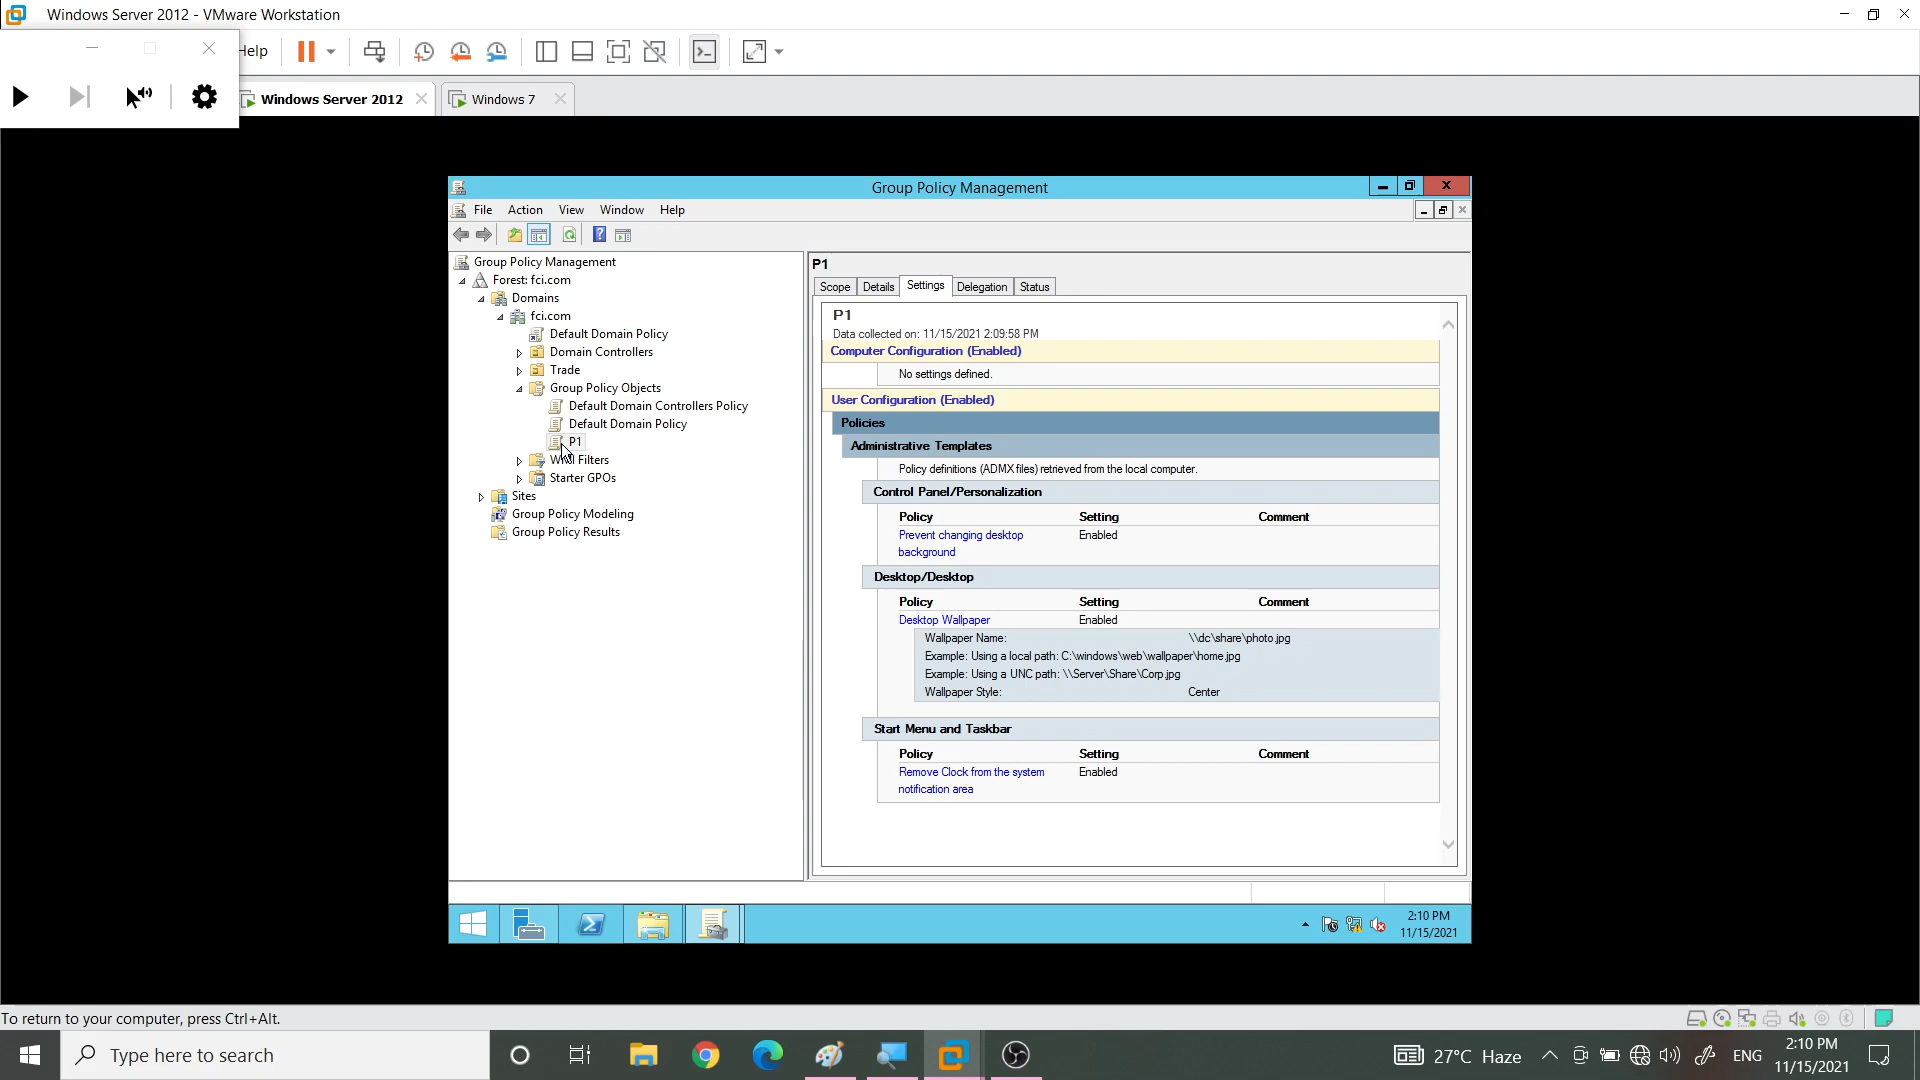 Windows Server 2012 - VMware Workstation
Help
Windows Server 2012
Windows 7
Group Policy Management
File Action View Window Help
Group Policy Management
Forest: fci.com
Domains
fci.com
Default Domain Policy
Domain Controllers
Trade
Group Policy Objects
Default Domain Controllers Policy
Default Domain Policy
P1
WMI Filters
Starter GPOs
Sites
Group Policy Modeling
Group Policy Results
P1
Scope Details Settings Delegation Status
P1
Data collected on: 11/15/2021 2:09:58 PM
Computer Configuration (Enabled)
No settings defined.
User Configuration (Enabled)
Policies
Administrative Templates
Policy definitions (ADMX files) retrieved from the local computer.
Control Panel/Personalization
Policy Setting Comment
Prevent changing desktop Enabled
background
Desktop/Desktop
Policy Setting Comment
Desktop Wallpaper Enabled
Wallpaper Name: \\dc\share\photo.jpg
Example: Using a local path: C:\windows\web\wallpaper\home.jpg
Example: Using a UNC path: \\Server\Share\Corp.jpg
Wallpaper Style: Center
Start Menu and Taskbar
Policy Setting Comment
Remove Clock from the system Enabled
notification area
2:10 PM
11/15/2021
To return to your computer, press Ctrl+Alt.
Type here to search
27°C Haze
ENG
2:10 PM
11/15/2021